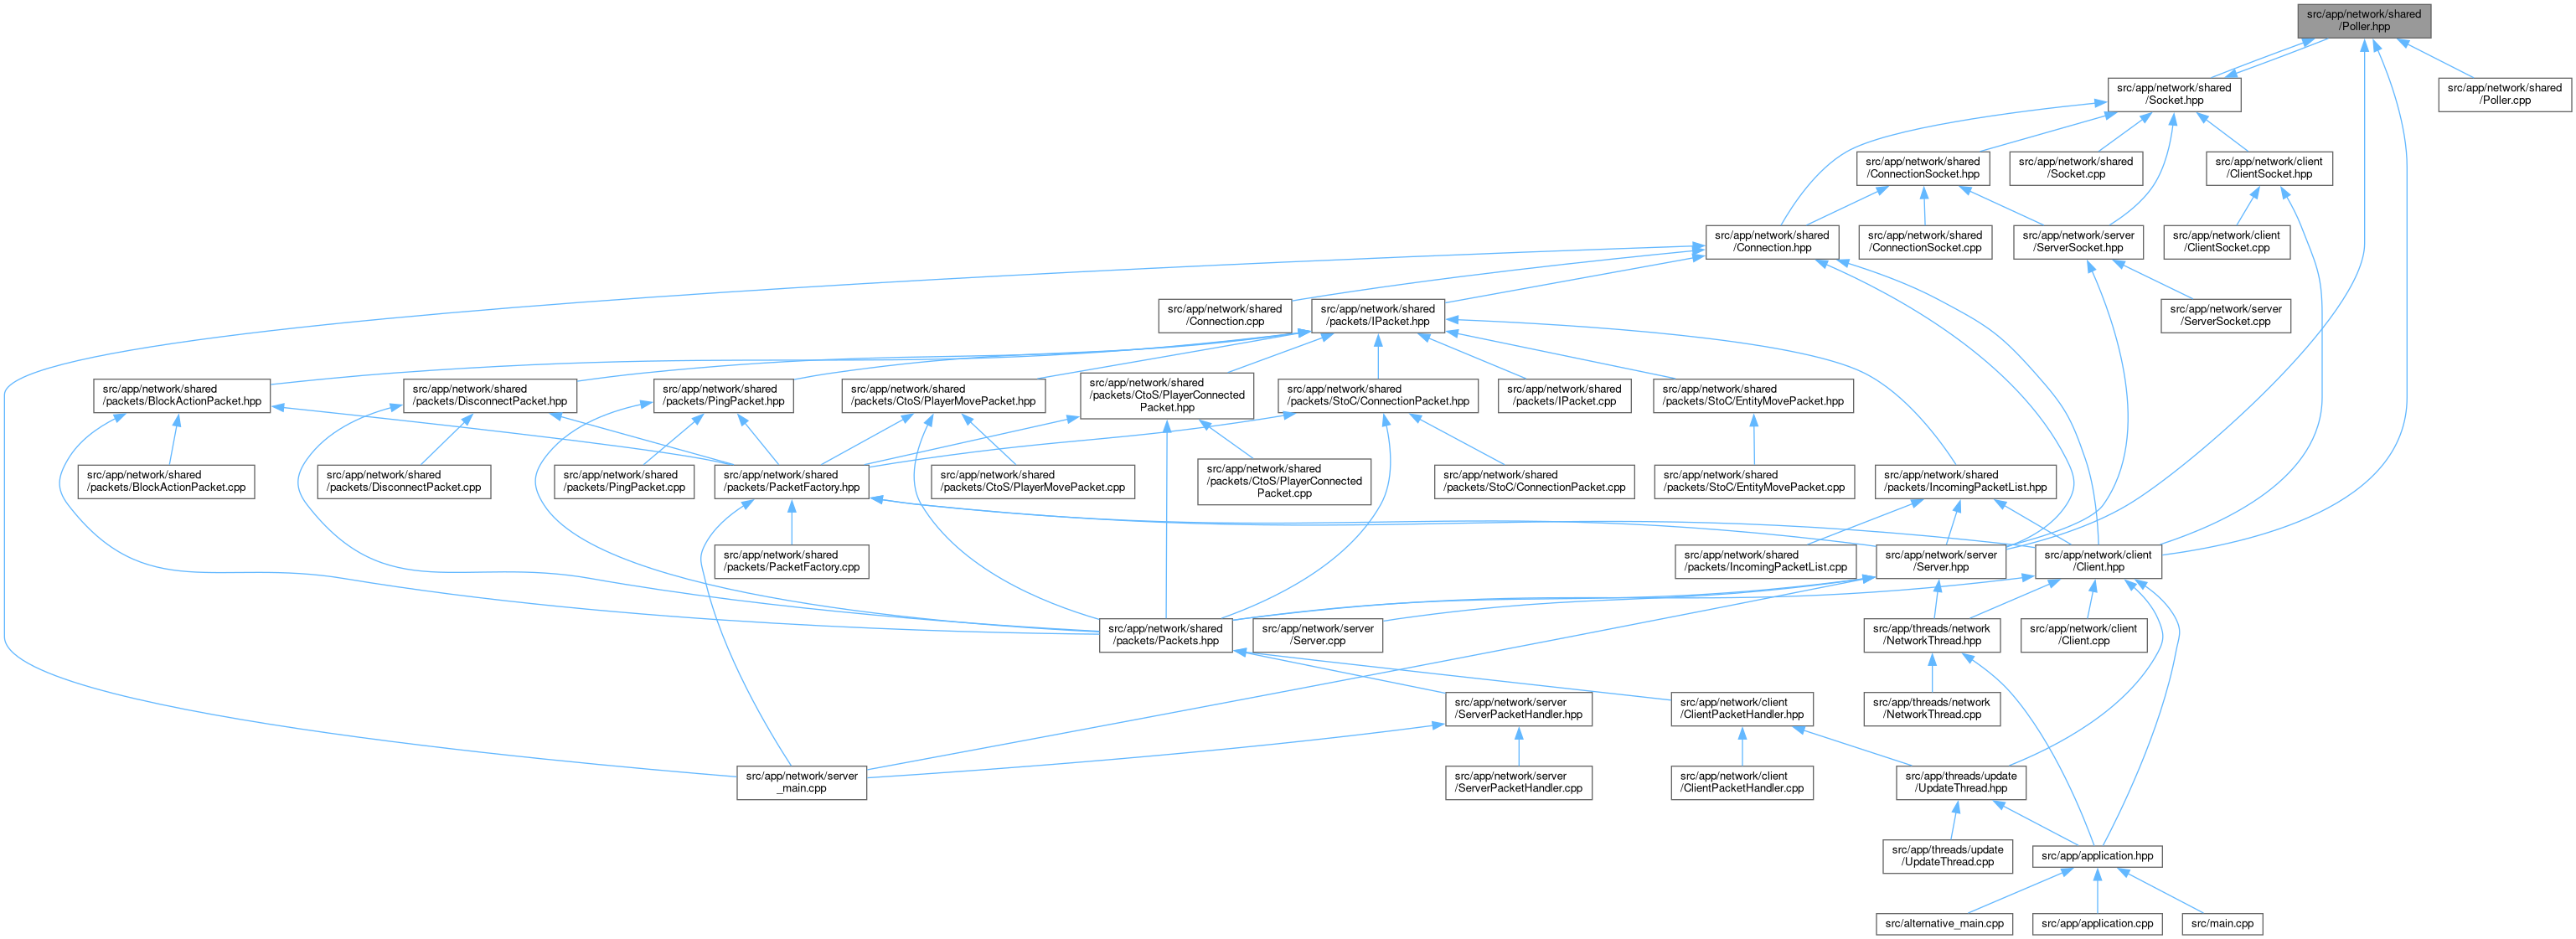 src/app/network/shared
/Poller.hpp
src/app/network/shared
/Socket.hpp
src/app/network/shared
/Poller.cpp
src/app/network/shared
/ConnectionSocket.hpp
src/app/network/shared
/Socket.cpp
src/app/network/client
/ClientSocket.hpp
src/app/network/shared
/Connection.hpp
src/app/network/shared
/ConnectionSocket.cpp
src/app/network/server
/ServerSocket.hpp
src/app/network/client
/ClientSocket.cpp
src/app/network/shared
/Connection.cpp
src/app/network/shared
/packets/IPacket.hpp
src/app/network/server
/ServerSocket.cpp
src/app/network/shared
/packets/BlockActionPacket.hpp
src/app/network/shared
/packets/DisconnectPacket.hpp
src/app/network/shared
/packets/PingPacket.hpp
src/app/network/shared
/packets/CtoS/PlayerMovePacket.hpp
src/app/network/shared
/packets/CtoS/PlayerConnected
Packet.hpp
src/app/network/shared
/packets/StoC/ConnectionPacket.hpp
src/app/network/shared
/packets/IPacket.cpp
src/app/network/shared
/packets/StoC/EntityMovePacket.hpp
src/app/network/shared
/packets/BlockActionPacket.cpp
src/app/network/shared
/packets/DisconnectPacket.cpp
src/app/network/shared
/packets/PingPacket.cpp
src/app/network/shared
/packets/PacketFactory.hpp
src/app/network/shared
/packets/CtoS/PlayerMovePacket.cpp
src/app/network/shared
/packets/CtoS/PlayerConnected
Packet.cpp
src/app/network/shared
/packets/StoC/ConnectionPacket.cpp
src/app/network/shared
/packets/StoC/EntityMovePacket.cpp
src/app/network/shared
/packets/IncomingPacketList.hpp
src/app/network/shared
/packets/PacketFactory.cpp
src/app/network/shared
/packets/IncomingPacketList.cpp
src/app/network/server
/Server.hpp
src/app/network/client
/Client.hpp
src/app/network/shared
/packets/Packets.hpp
src/app/network/server
/Server.cpp
src/app/threads/network
/NetworkThread.hpp
src/app/network/client
/Client.cpp
src/app/network/server
/ServerPacketHandler.hpp
src/app/network/client
/ClientPacketHandler.hpp
src/app/threads/network
/NetworkThread.cpp
src/app/network/server
_main.cpp
src/app/network/server
/ServerPacketHandler.cpp
src/app/network/client
/ClientPacketHandler.cpp
src/app/threads/update
/UpdateThread.hpp
src/app/threads/update
/UpdateThread.cpp
src/app/application.hpp
src/alternative_main.cpp
src/app/application.cpp
src/main.cpp